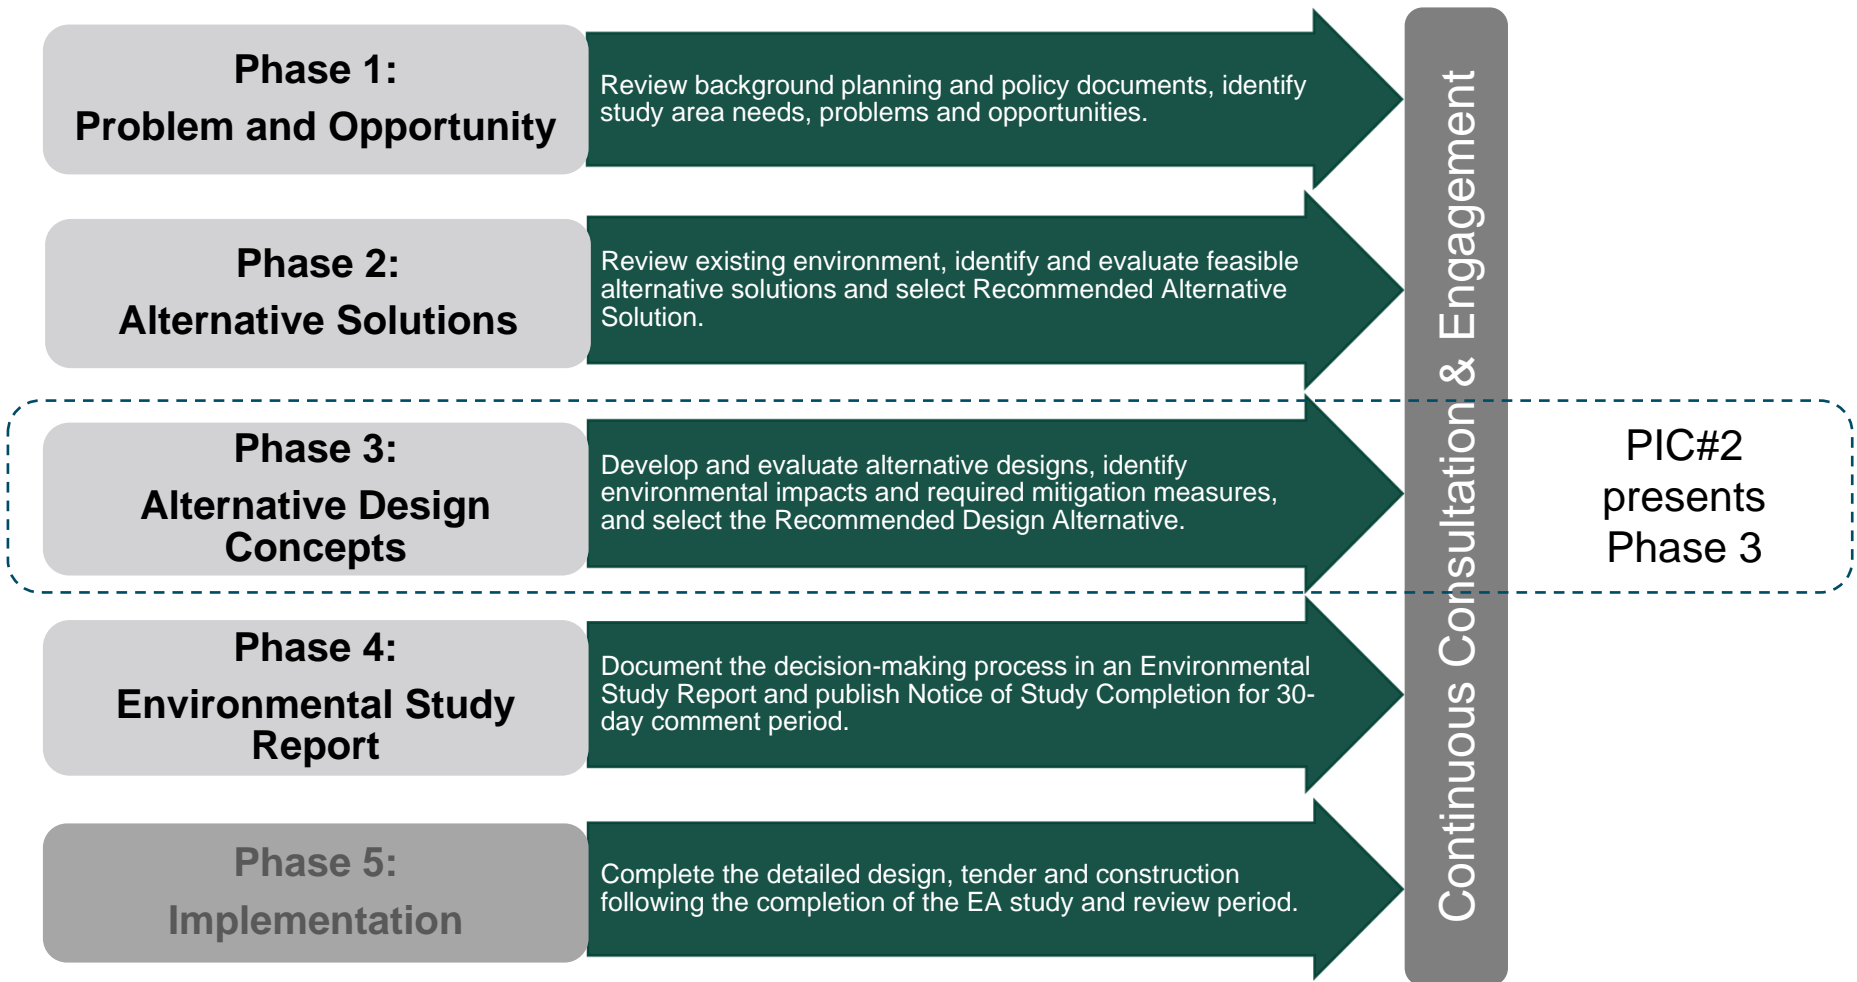 Phase 1:
Problem and Opportunity
Review background planning and policy documents, identify
study area needs, problems and opportunities.
Phase 2:
Alternative Solutions
Review existing environment, identify and evaluate feasible
alternative solutions and select Recommended Alternative
Solution.
Phase 3:
Alternative Design
Concepts
Develop and evaluate alternative designs, identify
environmental impacts and required mitigation measures,
and select the Recommended Design Alternative.
Phase 4:
Environmental Study
Report
Document the decision-making process in an Environmental
Study Report and publish Notice of Study Completion for 30-
day comment period.
Phase 5:
Implementation
Complete the detailed design, tender and construction
following the completion of the EA study and review period.
Continuous Consultation & Engagement
PIC#2
presents
Phase 3